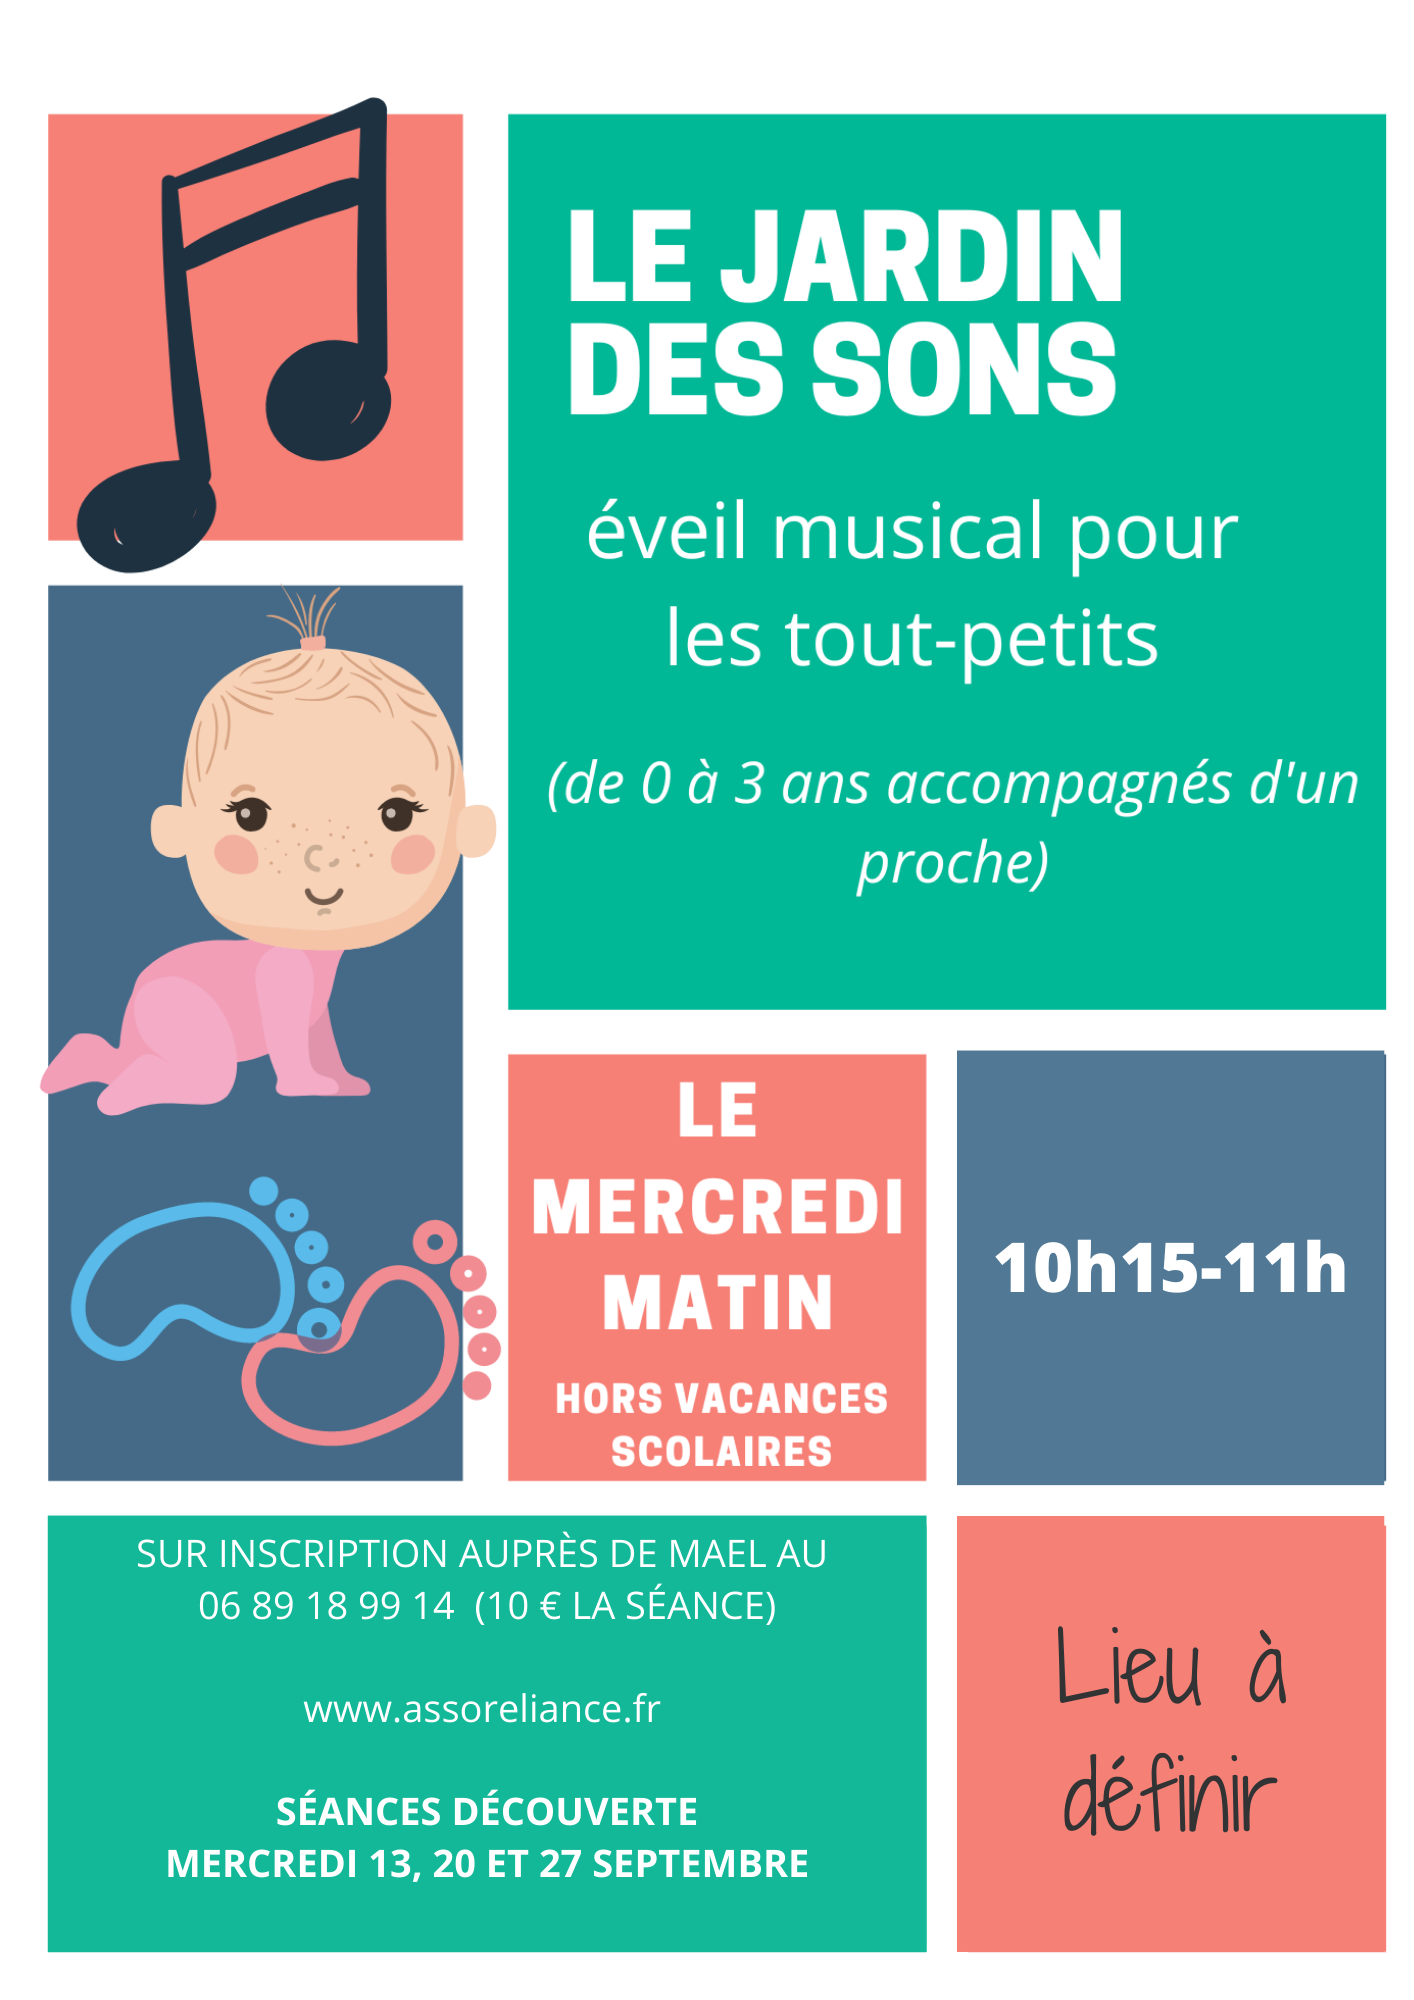 LE JARDIN
DES SONS
éveil musical pour
les tout-petits
(de 0 à 3 ans accompagnés d'un
proche)
LE
MERCREDI
MATIN
HORS VACANCES
SCOLAIRES
10h15-11h
SUR INSCRIPTION AUPRÈS DE MAEL AU
06 89 18 99 14 (10 € LA SÉANCE)
www.assoreliance.fr
SÉANCES DÉCOUVERTE
MERCREDI 13, 20 ET 27 SEPTEMBRE
Lieu à
définir